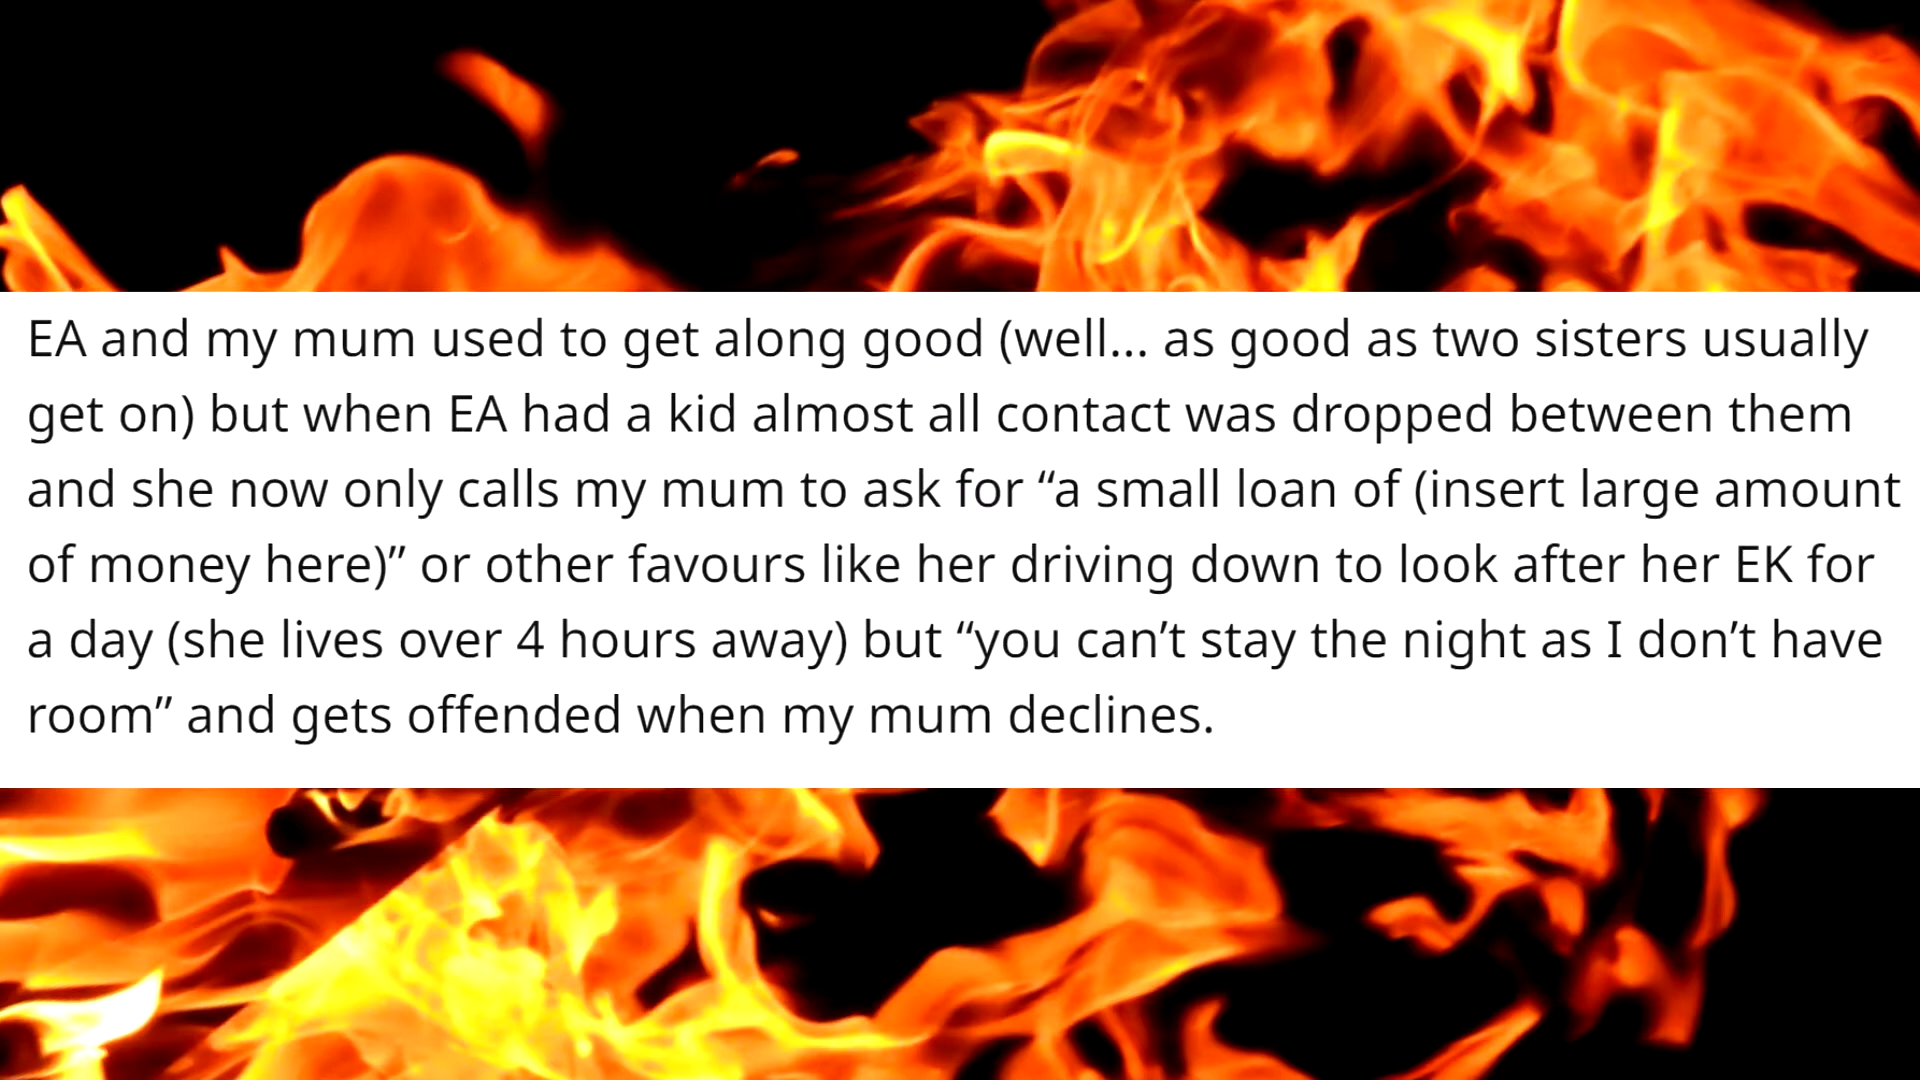 EA and my mum used to get along good (well... as good as two sisters usually
get on) but when EA had a kid almost all contact was dropped between them
and she now only calls my mum to ask for “a small loan of (insert large amount
of money here)” or other favours like her driving down to look after her EK for
a day (she lives over 4 hours away) but “you can’t stay the night as I don’t have
room” and gets offended when my mum declines.